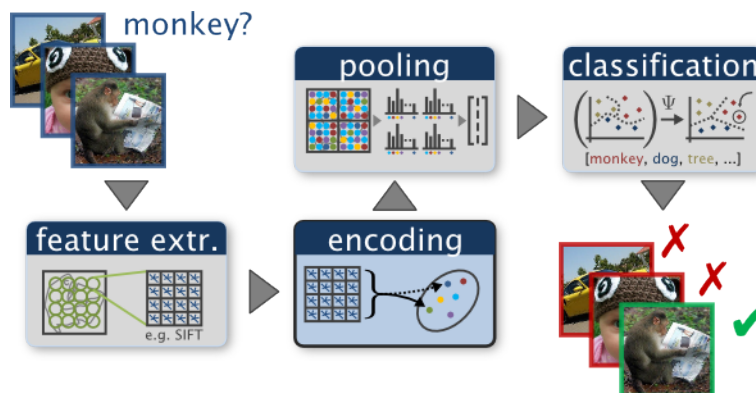 monkey?
feature extr.
e.g. SIFT
encoding
pooling
classification
Ψ
[monkey, dog, tree, ...]